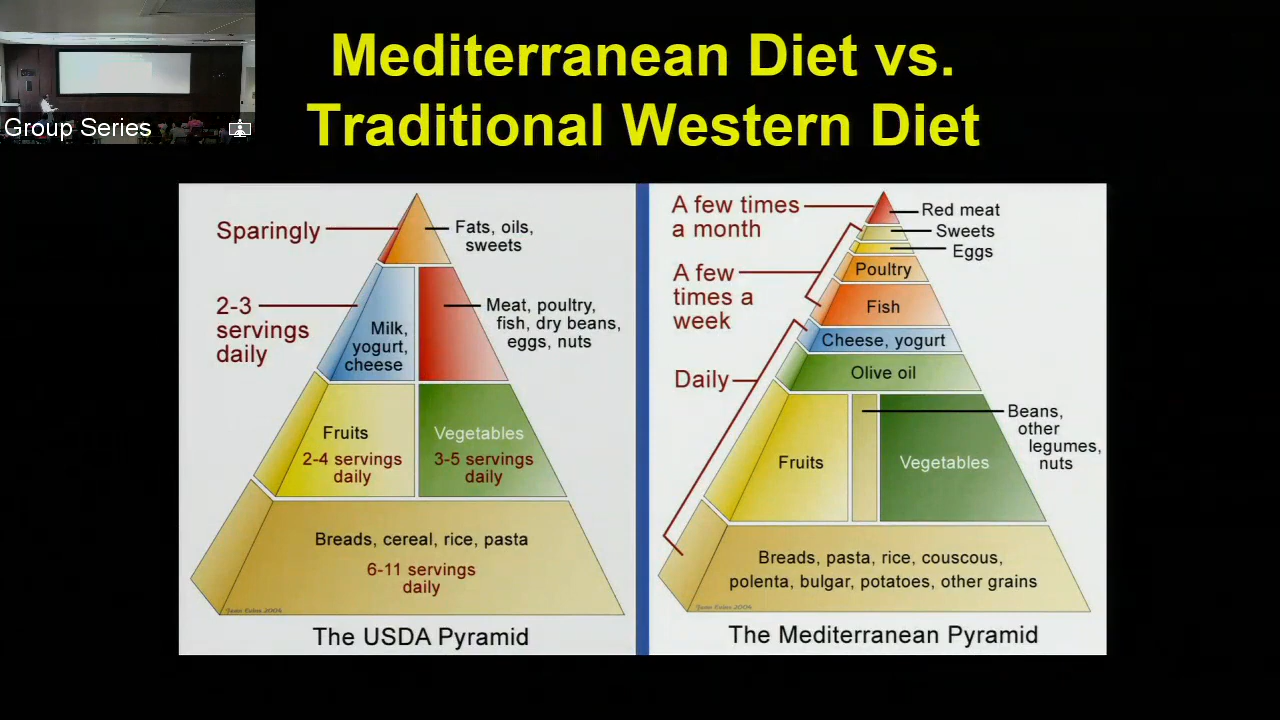 Group Series
Mediterranean Diet vs.
Traditional Western Diet
Sparingly
Fats, oils,
sweets
2-3
servings
daily
Milk,
yogurt,
cheese
Meat, poultry,
fish, dry beans,
eggs, nuts
Fruits
2-4 servings
daily
Vegetables
3-5 servings
daily
Breads, cereal, rice, pasta
6-11 servings
daily
The USDA Pyramid
A few times
a month
Red meat
Sweets
Eggs
A few
times a
week
Poultry
Fish
Cheese, yogurt
Daily
Olive oil
Fruits
Beans,
other
legumes,
nuts
Vegetables
Breads, pasta, rice, couscous,
polenta, bulgar, potatoes, other grains
The Mediterranean Pyramid